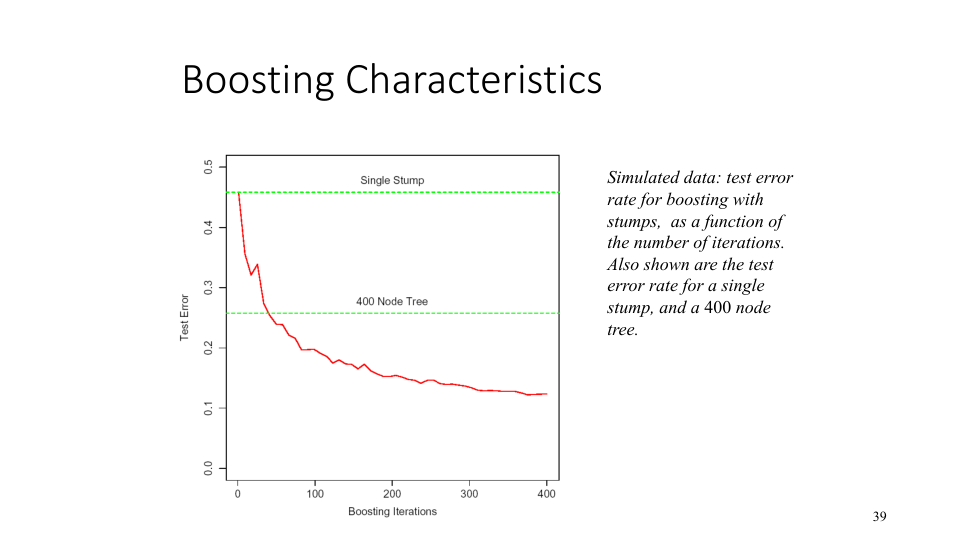 Boosting Characteristics
Single Stump
400 Node Tree
0.5
0.4
0.3
0.2
0.1
0.0
Test Error
0 100 200 300 400
Boosting Iterations
Simulated data: test error
rate for boosting with
stumps,  as a function of
the number of iterations.
Also shown are the test
error rate for a single
stump, and a 400 node
tree.
39